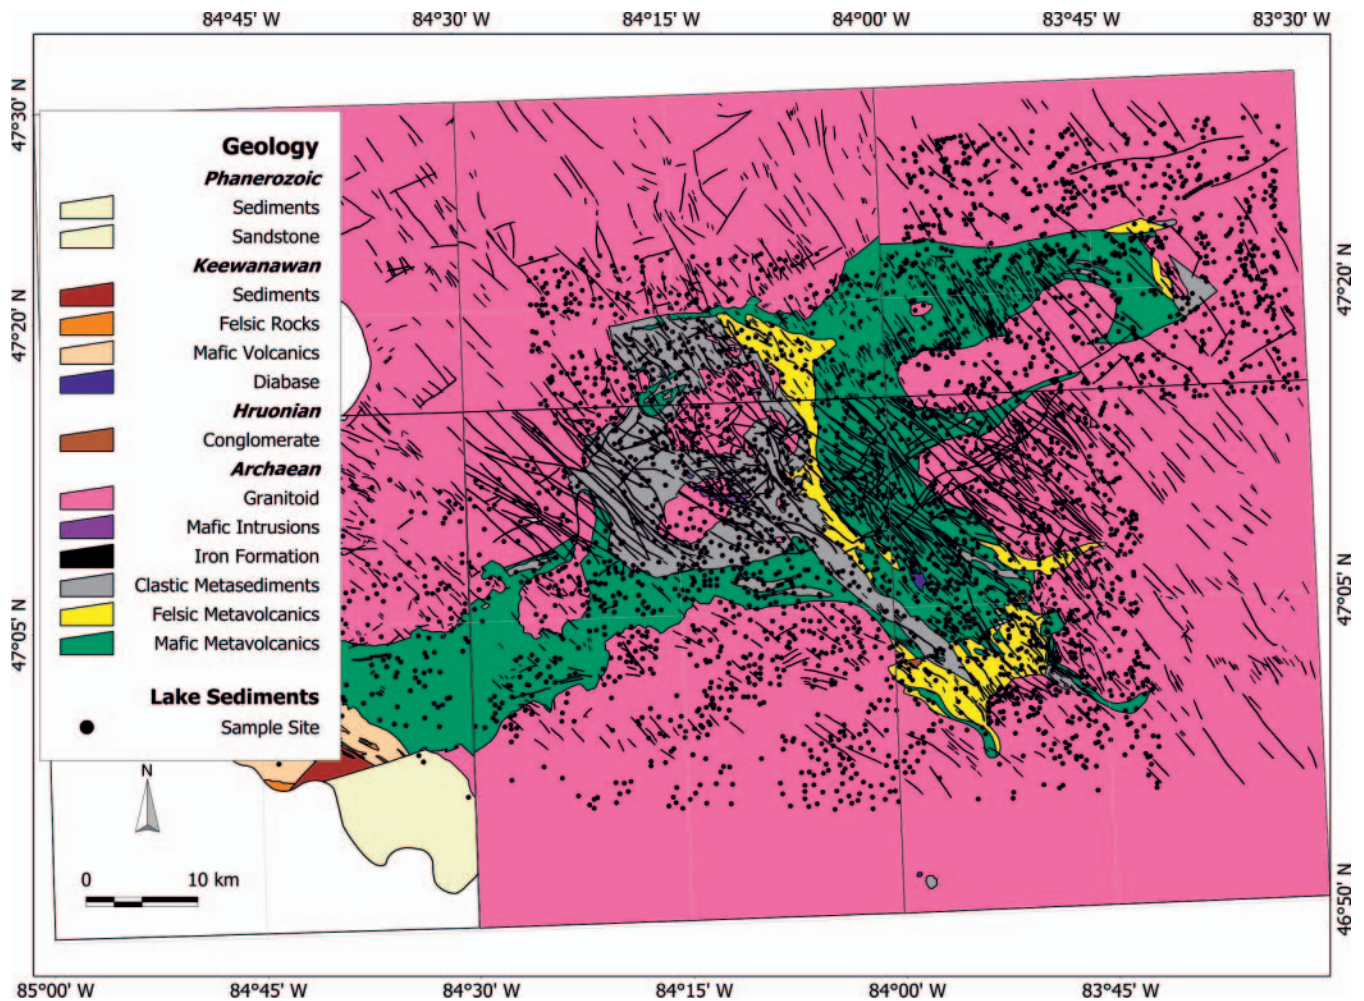 84°45' W 84°30' W 84°15' W 84°00' W 83°45' W 83°30' W
47°30' N
47°20' N
47°20' N
47°05' N
47°05' N
46°50' N
Geology
Phanerozoic
Sediments
Sandstone
Keewanawan
Sediments
Felsic Rocks
Mafic Volcanics
Diabase
Hruonian
Conglomerate
Archaean
Granitoid
Mafic Intrusions
Iron Formation
Clastic Metasediments
Felsic Metavolcanics
Mafic Metavolcanics
Lake Sediments
Sample Site
N
0 10 km
85°00' W 84°45' W 84°30' W 84°15' W 84°00' W 83°45' W